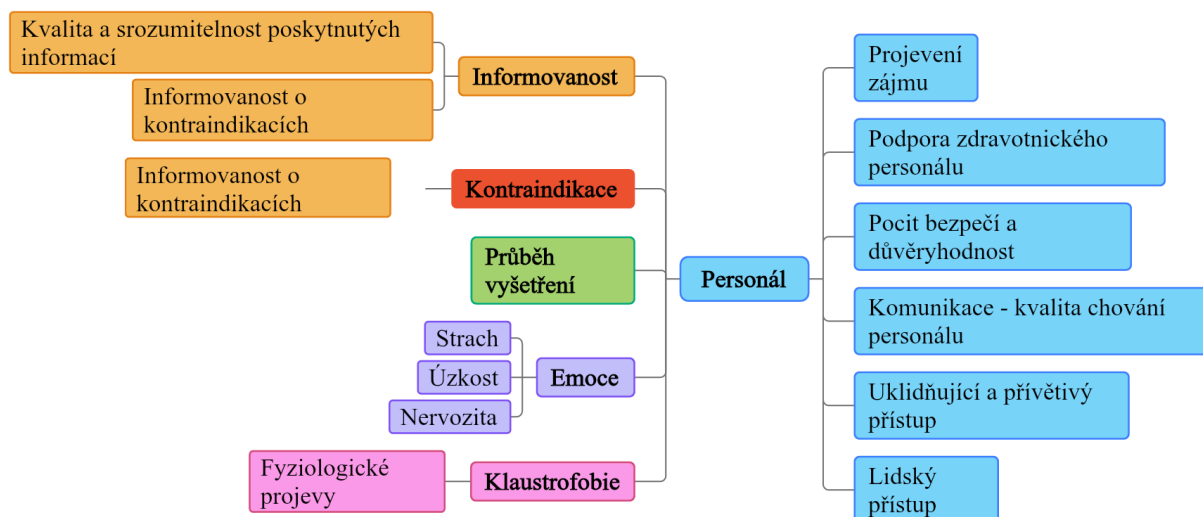 Kvalita a srozumitelnost poskytnutých
informací
Informovanost o
kontraindikacích
Informovanost
Informovanost o
kontraindikacích
Kontraindikace
Průběh
vyšetření
Strach
Úzkost
Nervozita
Emoce
Fyziologické
projevy
Klaustrofobie
Personál
Projevení
zájmu
Podpora zdravotnického
personálu
Pocit bezpečí a
důvěryhodnost
Komunikace - kvalita chování
personálu
Uklidňující a přívětivý
přístup
Lidský
přístup